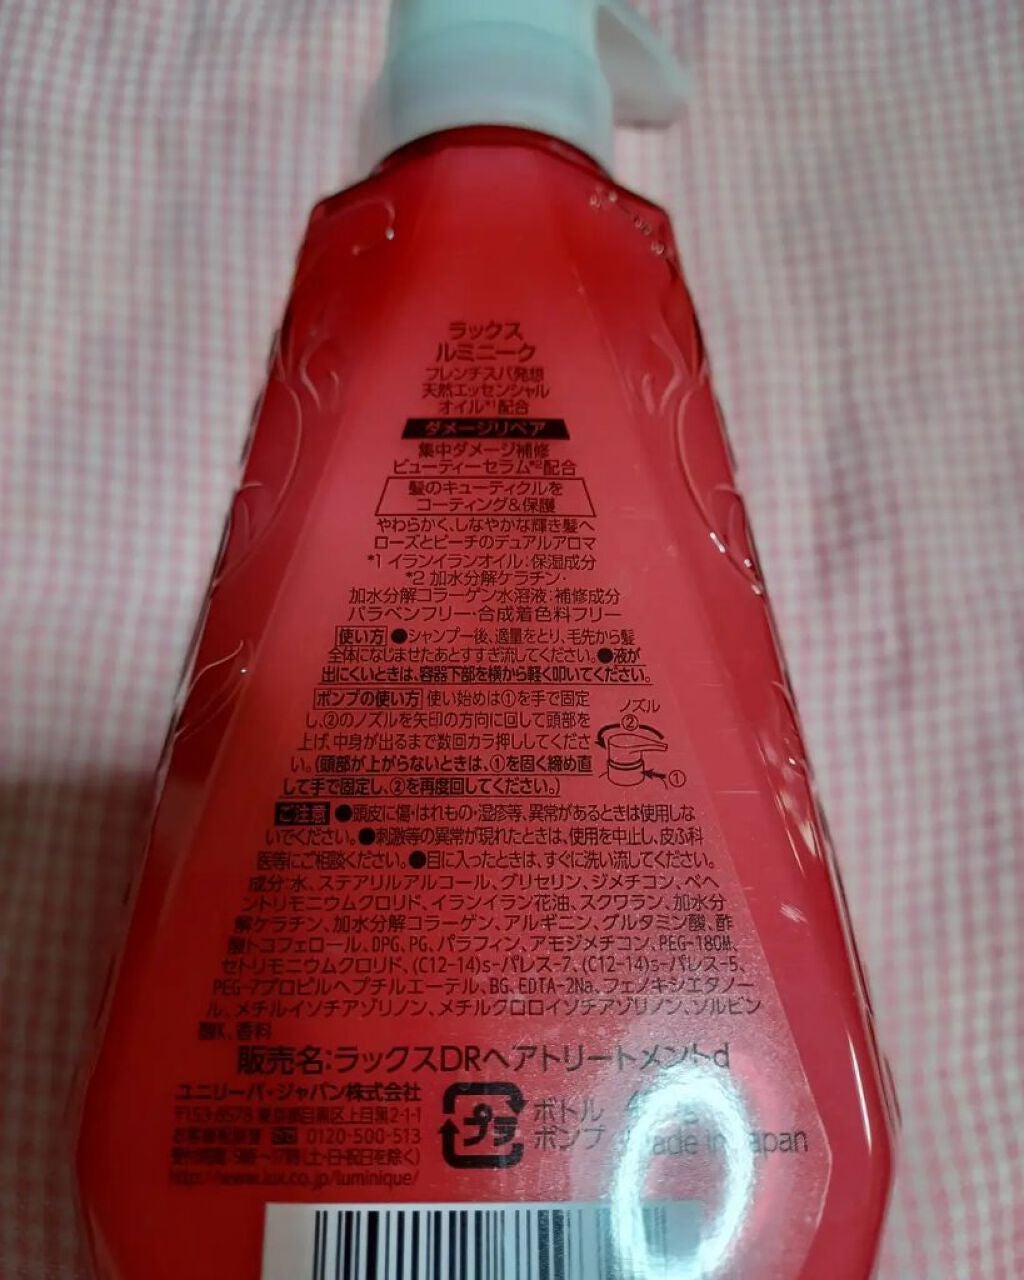 ラックス
ルミニーク
フレンチスパ発想
天然エッセンシャル
オイル*1配合
ダメージリペア
集中ダメージ補修
ビューティーセラム*2配合
髪のキューティクルを
コーティング&保護
やわらかく、しなやかな輝き髪へ
ローズとピーチのデュアルアロマ
*1 イランイランオイル:保湿成分
*2 加水分解ケラチン・
加水分解コラーゲン水溶液:補修成分
パラベンフリー・合成着色料フリー
使い方 ●シャンプー後、適量をとり、毛先から髪
全体になじませたあとすすぎ流してください。●液が
出にくいときは、容器下部を横から軽く叩いてください。
ポンプの使い方 使い始めは①を手で固定
し、②のノズルを矢印の方向に回して頭部を
上げ、中身が出るまで数回カラ押ししてくださ
い。(頭部が上がらないときは、①を固く締め直
して手で固定し、②を再度回してください。)
ノズル
②
①
ご注意 ●頭皮に傷・はれもの・湿疹等、異常があるときは使用しな
いでください。●刺激等の異常が現れたときは、使用を中止し、皮ふ科
医等にご相談ください。●目に入ったときは、すぐに洗い流してください。
成分:水、ステアリルアルコール、グリセリン、ジメチコン、ベヘ
ントリモニウムクロリド、イランイラン花油、スクワラン、加水分
解ケラチン、加水分解コラーゲン、アルギニン、グルタミン酸、酢
酸トコフェロール、DPG、PG、パラフィン、アモジメチコン、PEG-180M、
セトリモニウムクロリド、(C12-14)s-パレス-7、(C12-14)s-パレス-5、
PEG-7プロピルヘプチルエーテル、BG、EDTA-2Na、フェノキシエタノー
ル、メチルイソチアゾリノン、メチルクロロイソチアゾリノン、ソルビン
酸K、香料
販売名:ラックスDRヘアトリートメントd
ユニリーバ・ジャパン株式会社
〒153-8578 東京都目黒区上目黒2-1-1
お客様相談室 0120-500-513
受付時間 9時〜17時(土・日・祝日を除く)
http://www.lux.co.jp/luminique/
プラ
ボトル
ポンプ
Made in Japan